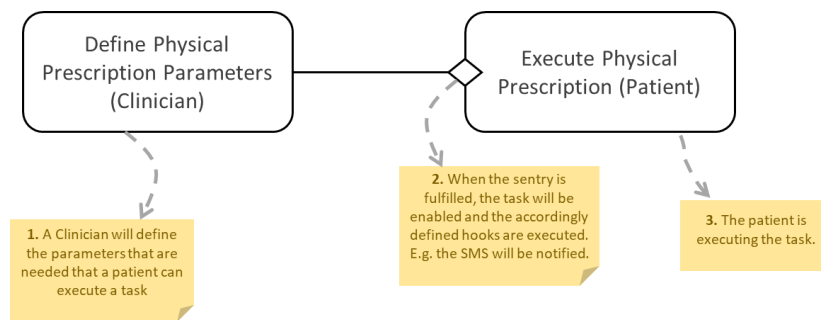 Define Physical
Prescription Parameters
(Clinician)
Execute Physical
Prescription (Patient)
1. A Clinician will define
the parameters that are
needed that a patient can
execute a task
2. When the sentry is
fulfilled, the task will be
enabled and the accordingly
defined hooks are executed.
E.g. the SMS will be notified.
3. The patient is
executing the task.